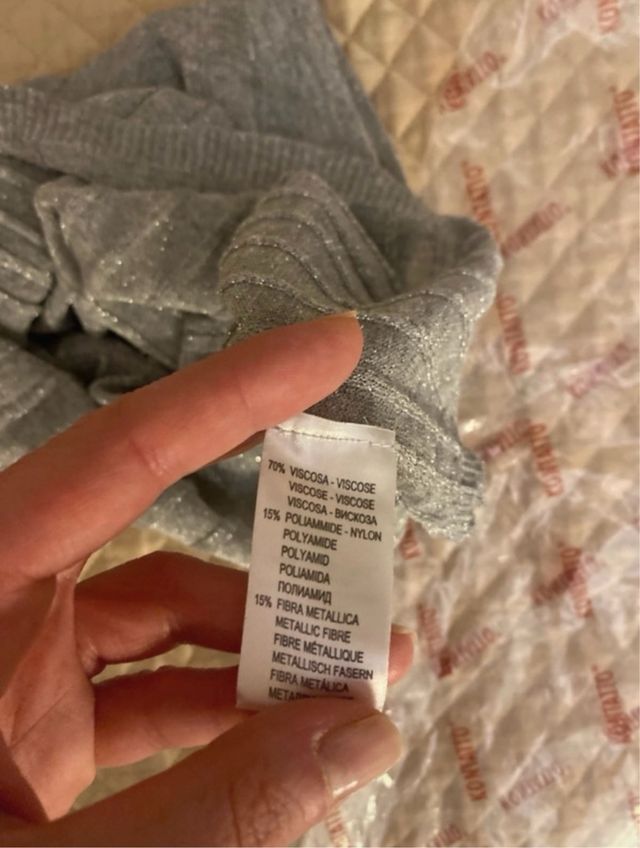 70% VISCOSA - VISCOSE
VISCOSE - VISCOSE
VISCOSA - ВИСКОЗА
15% POLIAMMIDE - NYLON
POLYAMIDE
POLYAMID
POLIAMIDA
ПОЛИАМИД
15% FIBRA METALLICA
METALLIC FIBRE
FIBRE MÉTALLIQUE
METALLISCH FASERN
FIBRA METÁLICA